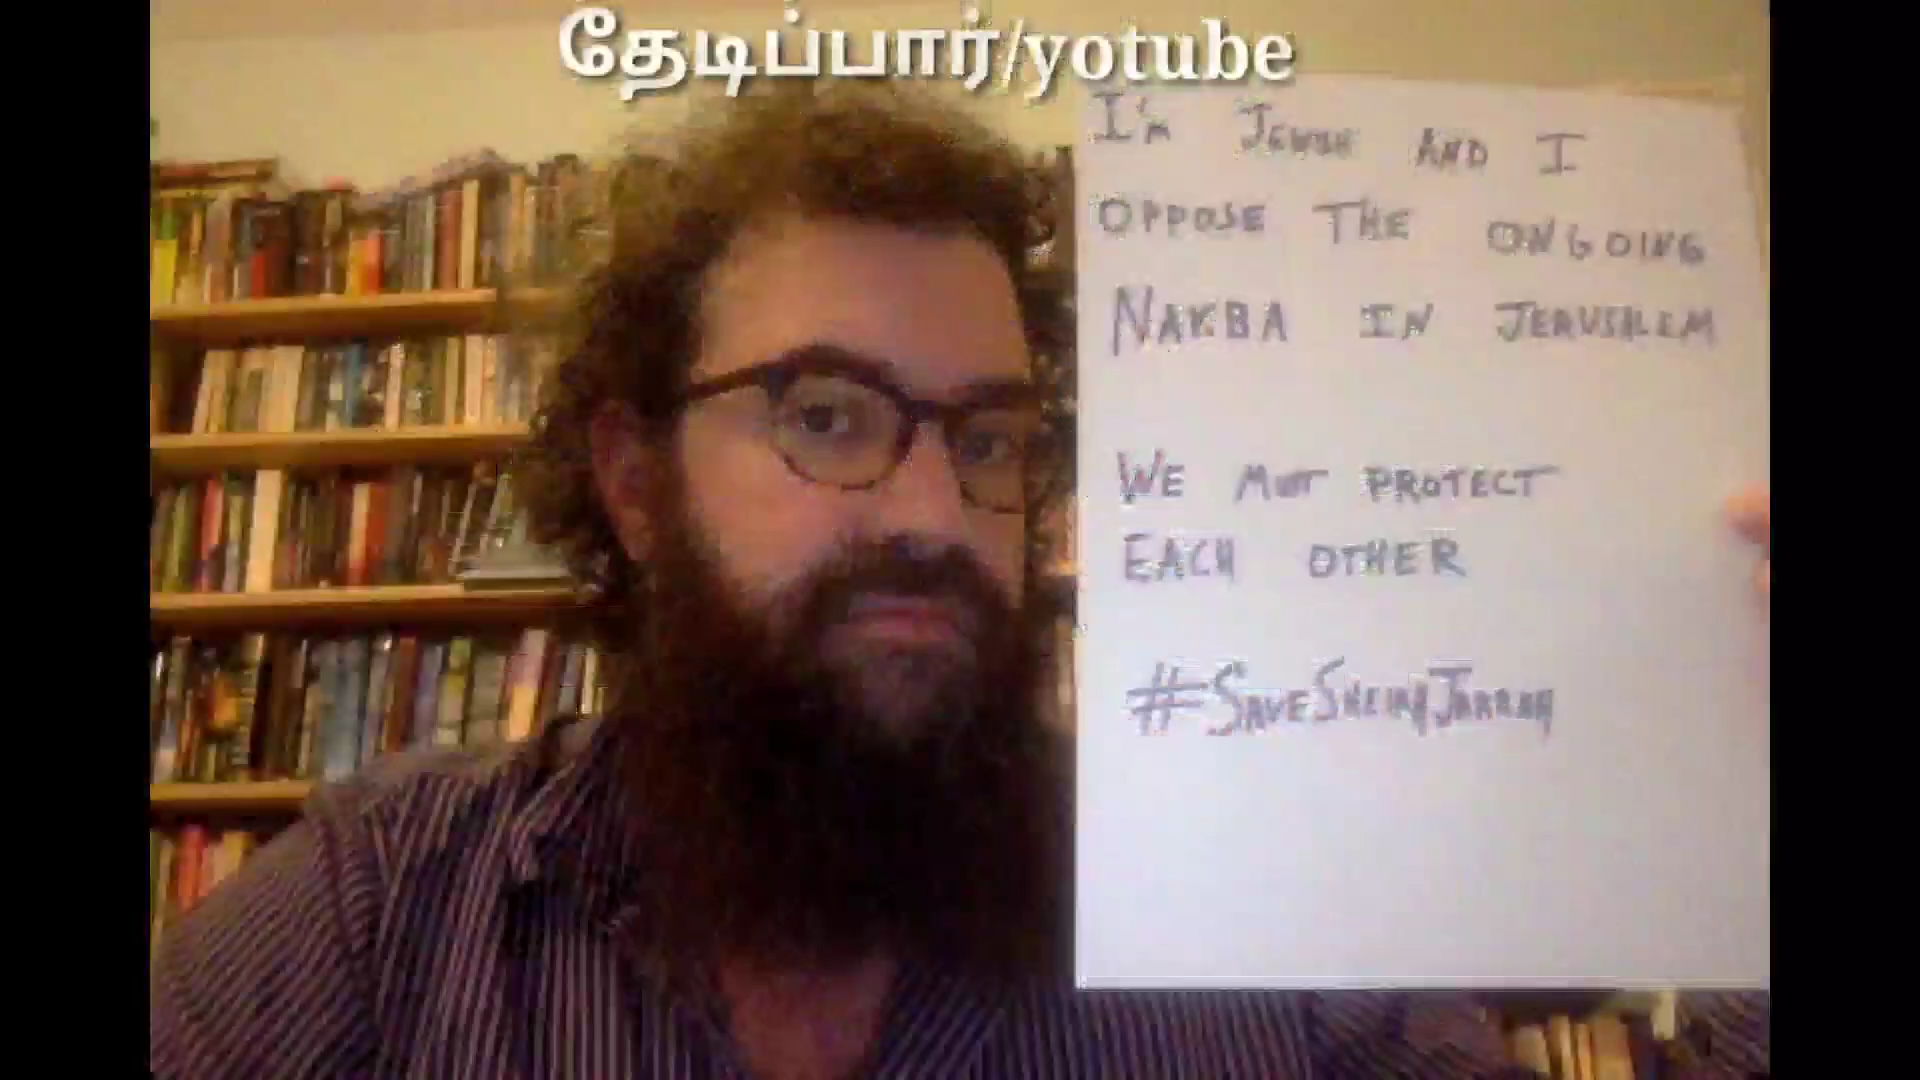 தேடிப்பார்/yotube
I'm JEWISH AND I
OPPOSE THE ONGOING
NAKBA IN JERUSALEM
WE MUST PROTECT
EACH OTHER
#SAVESHEIKHJARRAH